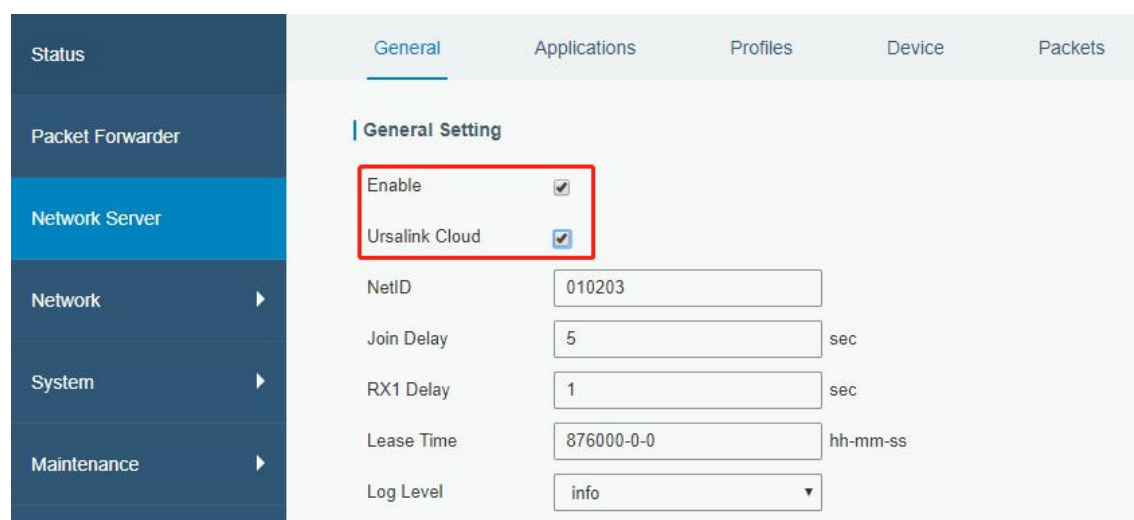 Status
Packet Forwarder
Network Server
Network
System
Maintenance
General Applications Profiles Device Packets
General Setting
Enable
Ursalink Cloud
NetID 010203
Join Delay 5 sec
RX1 Delay 1 sec
Lease Time 876000-0-0 hh-mm-ss
Log Level info